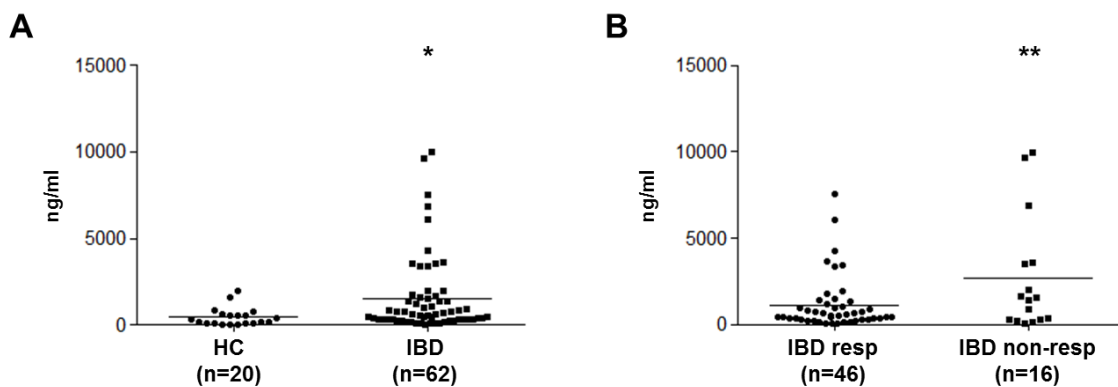 A
*
15000
10000
5000
0
ng/ml
HC
(n=20)
IBD
(n=62)
B
**
15000
10000
5000
0
ng/ml
IBD resp
(n=46)
IBD non-resp
(n=16)